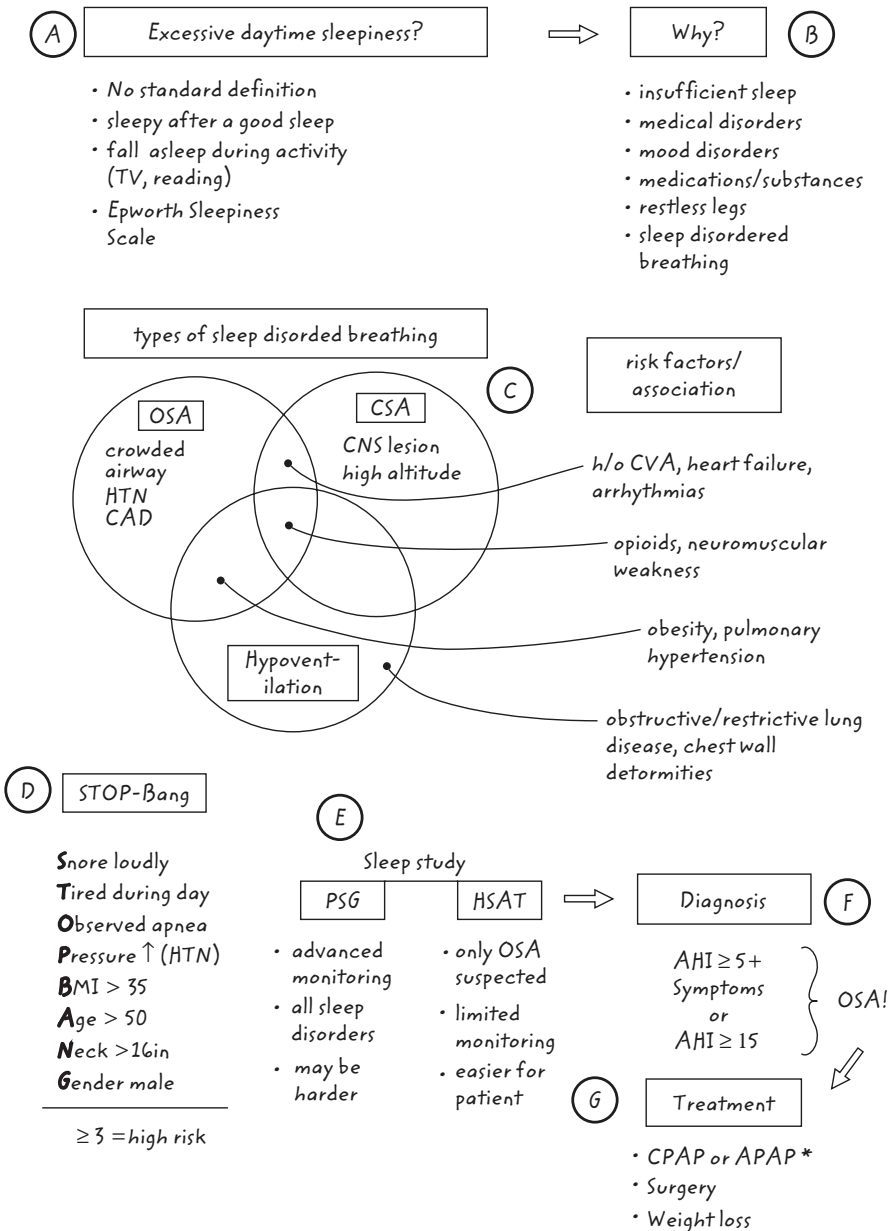 A
Excessive daytime sleepiness?
• No standard definition
• sleepy after a good sleep
• fall asleep during activity
(TV, reading)
• Epworth Sleepiness
Scale
Why?
B
• insufficient sleep
• medical disorders
• mood disorders
• medications/substances
• restless legs
• sleep disordered
breathing
types of sleep disorded breathing
C
risk factors/
association
OSA
crowded
airway
HTN
CAD
CSA
CNS lesion
high altitude
Hypovent-
ilation
h/o CVA, heart failure,
arrhythmias
opioids, neuromuscular
weakness
obesity, pulmonary
hypertension
obstructive/restrictive lung
disease, chest wall
detormities
D
STOP-Bang
Snore loudly
Tired during day
Observed apnea
Pressure ↑ (HTN)
BMI > 35
Age > 50
Neck >16in
Gender male
≥ 3 = high risk
E
Sleep study
PSG
• advanced
monitoring
• all sleep
disorders
• may be
harder
HSAT
• only OSA
suspected
• limited
monitoring
• easier for
patient
Diagnosis
F
AHI ≥ 5 +
Symptoms
or
AHI ≥ 15
OSA!
G
Treatment
• CPAP or APAP *
• Surgery
• Weight loss